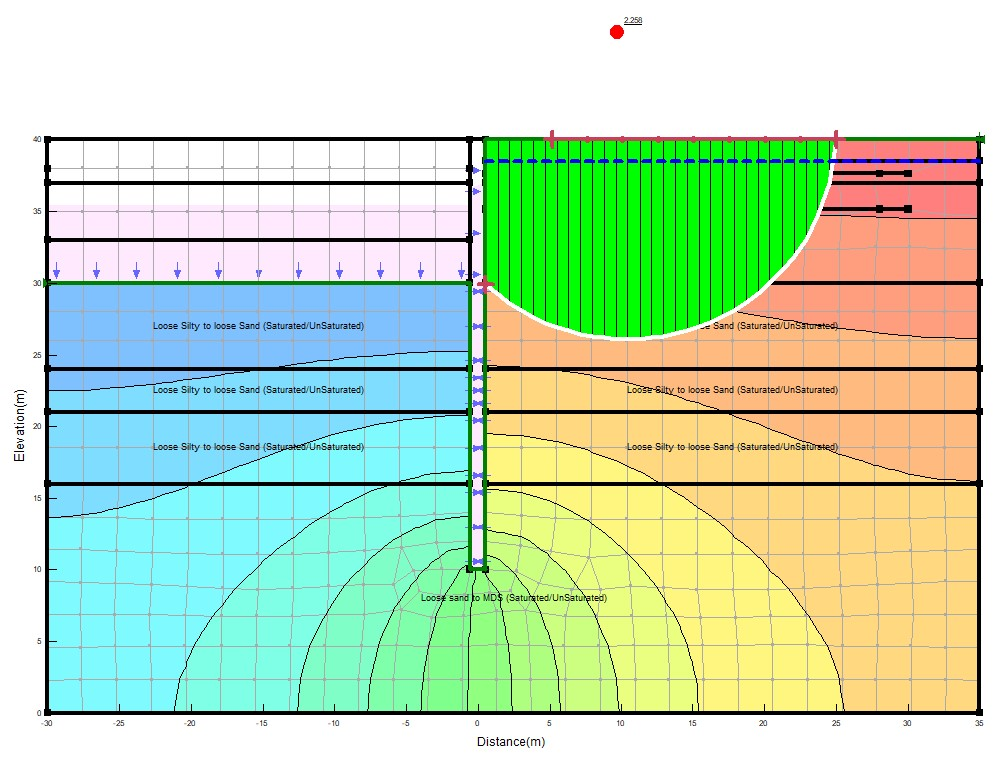 2.258
40
35
30
25
20
15
10
5
0
Elevation(m)
Loose Silty to loose Sand (Saturated/UnSaturated)
se Sand (Saturated/UnSaturated)
Loose Silty to loose Sand (Saturated/UnSaturated)
Loose Silty to loose Sand (Saturated/UnSaturated)
Loose Silty to loose Sand (Saturated/UnSaturated)
Loose Silty to loose Sand (Saturated/UnSaturated)
Loose sand to MDS (Saturated/UnSaturated)
-30 -25 -20 -15 -10 -5 0 5 10 15 20 25 30 35
Distance(m)